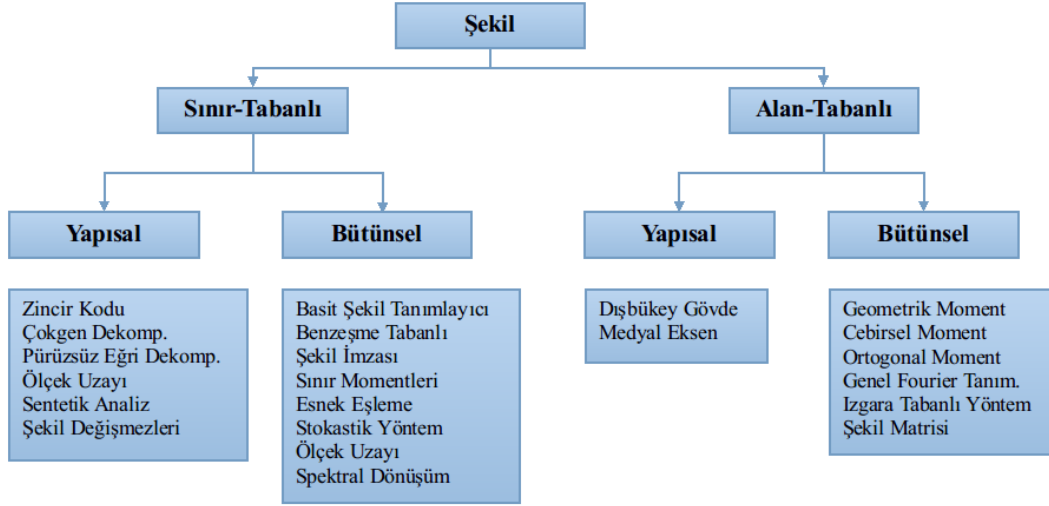 Şekil
Sınır-Tabanlı
Alan-Tabanlı
Yapısal
Bütünsel
Yapısal
Bütünsel
Zincir Kodu
Çokgen Dekomp.
Pürüzsüz Eğri Dekomp.
Ölçek Uzayı
Sentetik Analiz
Şekil Değişmezleri
Basit Şekil Tanımlayıcı
Benzeşme Tabanlı
Şekil İmzası
Sınır Momentleri
Esnek Eşleme
Stokastik Yöntem
Ölçek Uzayı
Spektral Dönüşüm
Dışbükey Gövde
Medyal Eksen
Geometrik Moment
Cebirsel Moment
Ortogonal Moment
Genel Fourier Tanım.
Izgara Tabanlı Yöntem
Şekil Matrisi